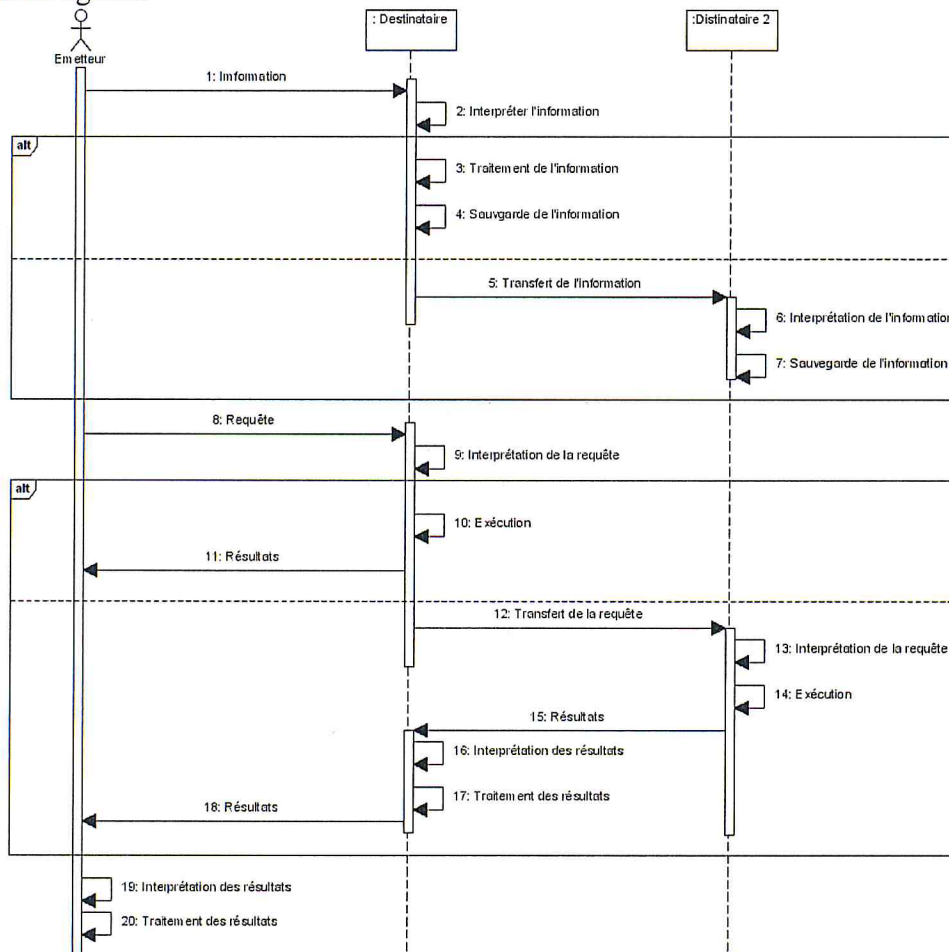 : Destinataire
:Distinataire 2
Emetteur
1: Imformation
2: Interpréter l'information
alt
3: Traitement de l'information
4: Sauvgarde de l'information
5: Transfert de l'information
6: Interprétation de l'information
7: Sauvegarde de l'information
8: Requête
9: Interprétation de la requête
alt
10: Exécution
11: Résultats
12: Transfert de la requête
13: Interprétation de la requête
14: Exécution
15: Résultats
16: Interprétation des résultats
17: Traitement des résultats
18: Résultats
19: Interprétation des résultats
20: Traitement des résultats